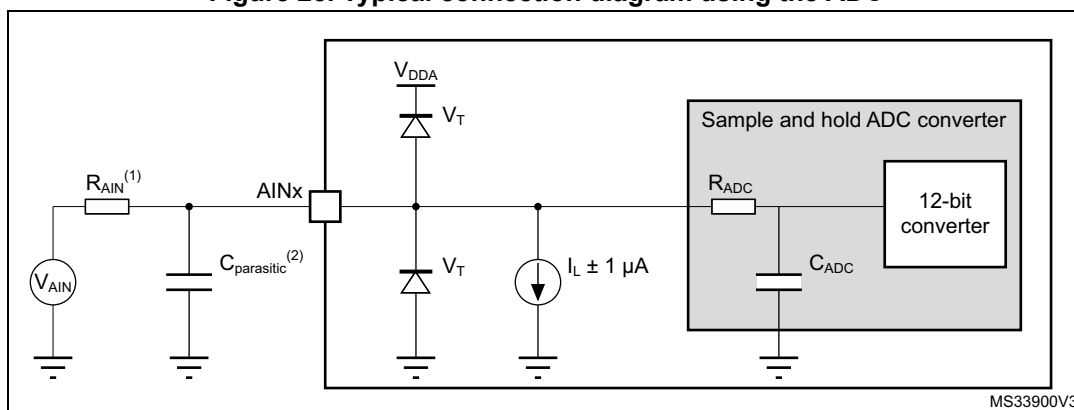 Figure 26. Typical connection diagram using the ADC
V_DDA
V_T
Sample and hold ADC converter
R_AIN(1)
AINx
R_ADC
12-bit
converter
C_parasitic(2)
V_T
I_L ± 1 µA
C_ADC
V_AIN
MS33900V3